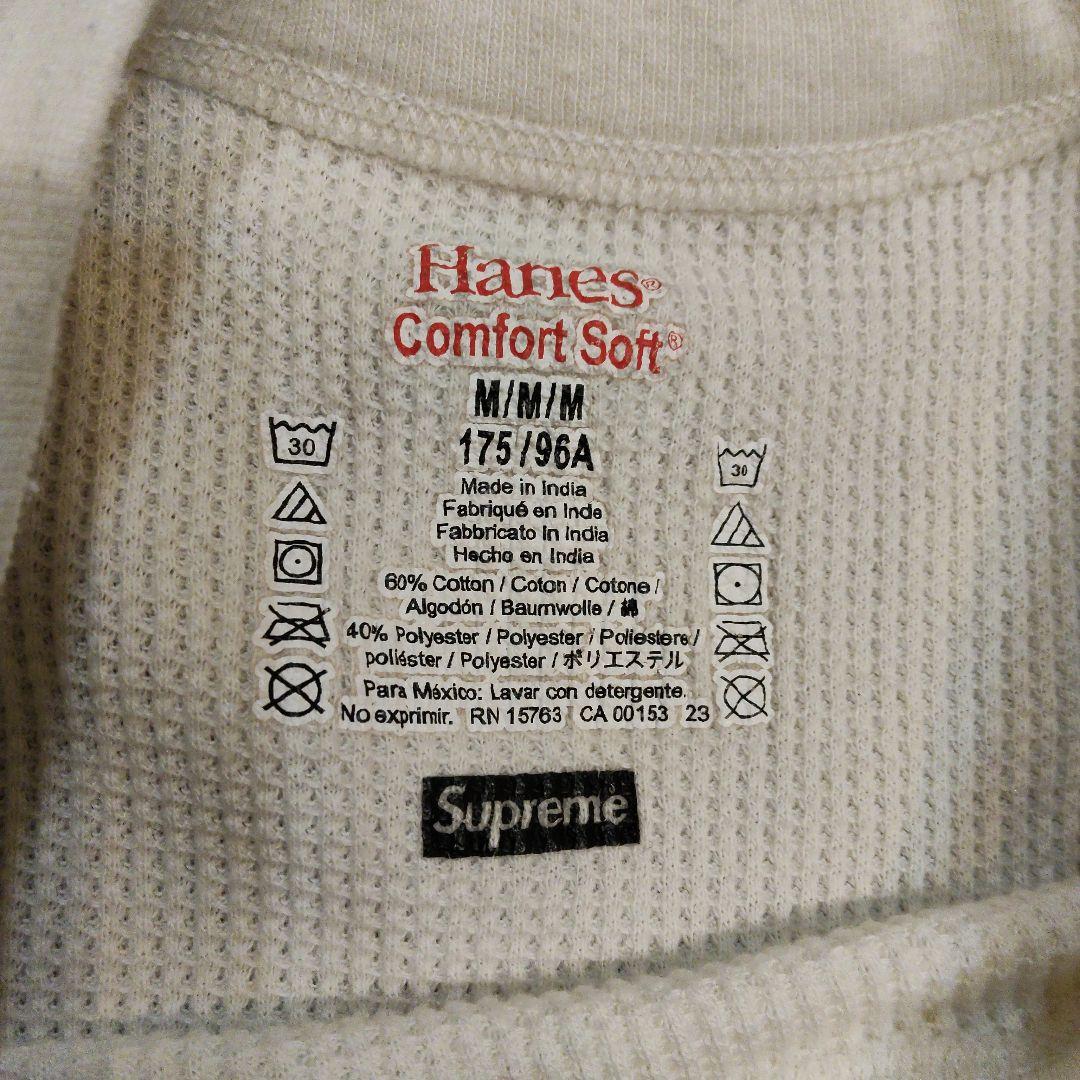 Hanes®
Comfort Soft®
M/M/M
175/96A
30
30
Made in India
Fabriqué en Inde
Fabbricato in India
Hecho en India
60% Cotton / Coton / Cotone /
Algodón / Baumwolle / 綿
40% Polyester / Polyester / Poliestere /
poliéster / Polyester / ポリエステル
Para México: Lavar con detergente.
No exprimir. RN 15763 CA 00153 23
Supreme